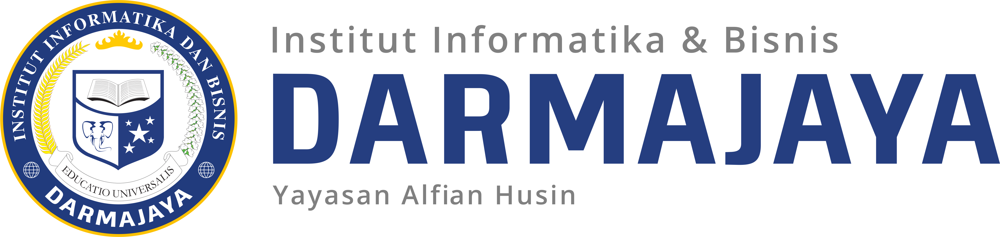 INSTITUT INFORMATIKA DAN BISNIS
EDUCATIO UNIVERSALIS
DARMAJAYA
Institut Informatika & Bisnis
DARMAJAYA
Yayasan Alfian Husin